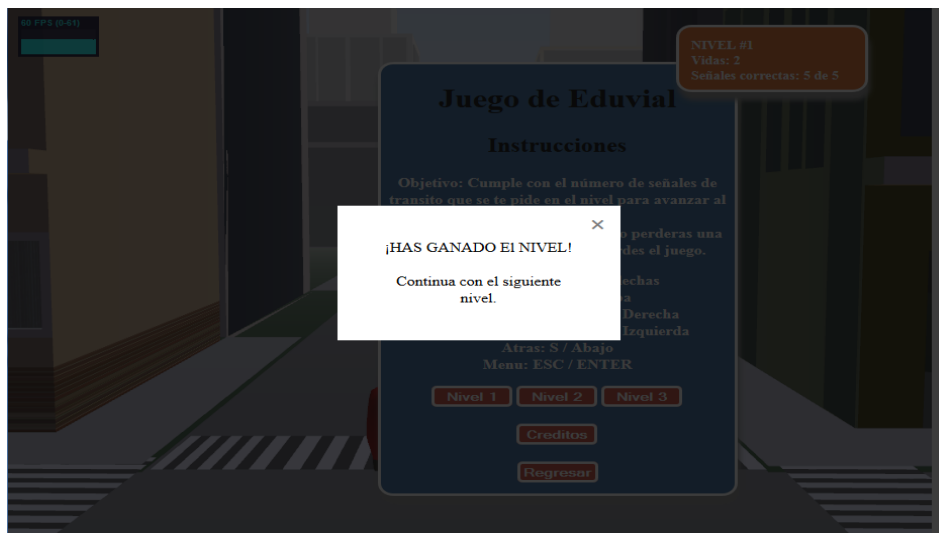 60 FPS (0-61)
NIVEL #1
Vidas: 2
Señales correctas: 5 de 5
Juego de Eduvial
Instrucciones
Objetivo: Cumple con el número de señales de
transito que se te pide en el nivel para avanzar al
o perderas una
des el juego.
echas
Derecha
Izquierda
Atras: S / Abajo
Menu: ESC / ENTER
×
¡HAS GANADO El NIVEL!
Continua con el siguiente
nivel.
Nivel 1 Nivel 2 Nivel 3
Creditos
Regresar